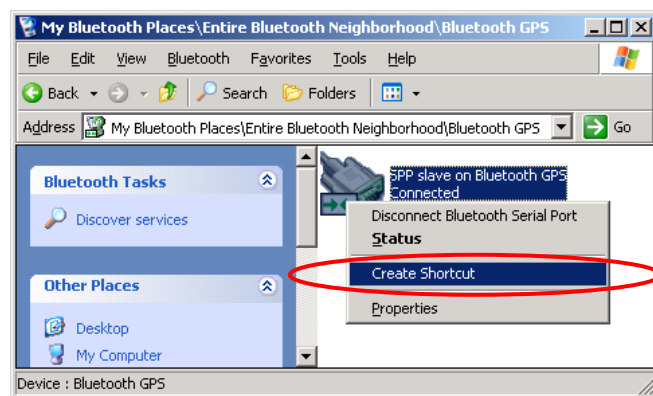 My Bluetooth Places\Entire Bluetooth Neighborhood\Bluetooth GPS
File Edit View Bluetooth Favorites Tools Help
Back Search Folders
Address My Bluetooth Places\Entire Bluetooth Neighborhood\Bluetooth GPS Go
Bluetooth Tasks
Discover services
Other Places
Desktop
My Computer
SPP slave on Bluetooth GPS
Connected
Disconnect Bluetooth Serial Port
Status
Create Shortcut
Properties
Device : Bluetooth GPS